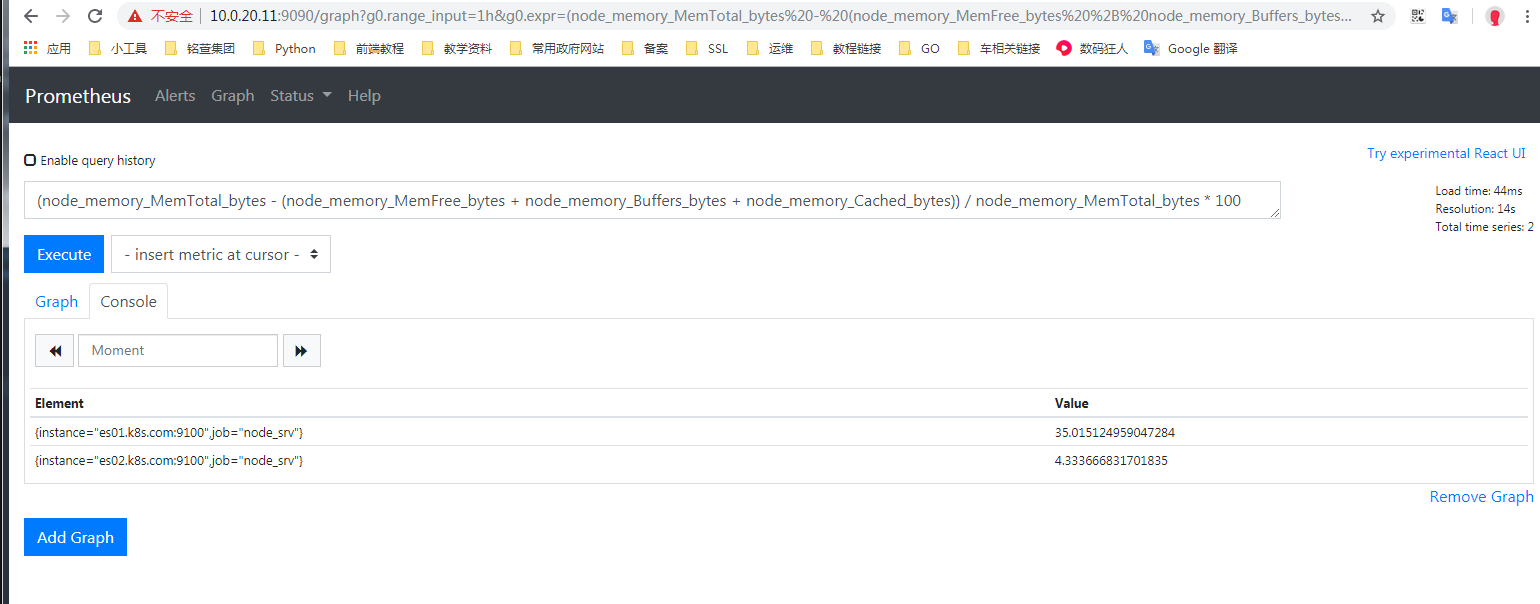 不安全 10.0.20.11:9090/graph?g0.range_input=1h&g0.expr=(node_memory_MemTotal_bytes%20-%20(node_memory_MemFree_bytes%20%2B%20node_memory_Buffers_bytes...
应用 小工具 铭萱集团 Python 前端教程 教学资料 常用政府网站 备案 SSL 运维 教程链接 GO 车相关链接 数码狂人 Google 翻译
Prometheus Alerts Graph Status Help
Enable query history Try experimental React UI
(node_memory_MemTotal_bytes - (node_memory_MemFree_bytes + node_memory_Buffers_bytes + node_memory_Cached_bytes)) / node_memory_MemTotal_bytes * 100
Load time: 44ms
Resolution: 14s
Total time series: 2
Execute - insert metric at cursor -
Graph Console
Moment
Element Value
{instance="es01.k8s.com:9100",job="node_srv"} 35.015124959047284
{instance="es02.k8s.com:9100",job="node_srv"} 4.333666831701835
Remove Graph
Add Graph